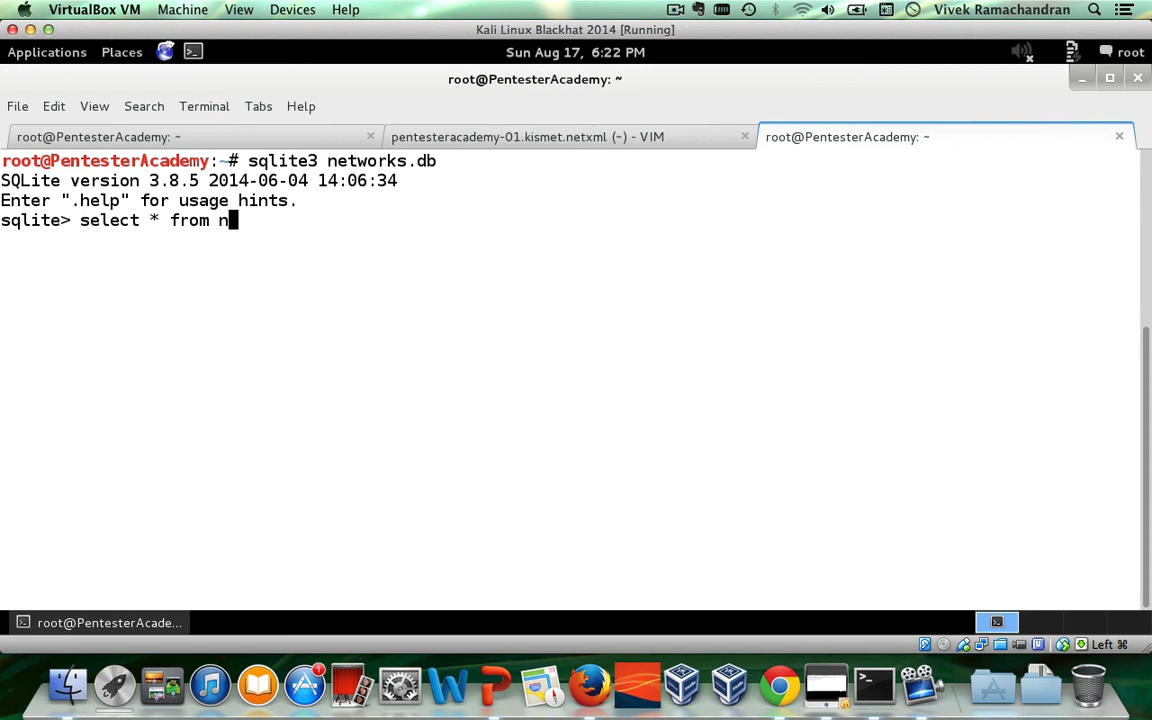 VirtualBox VM Machine View Devices Help Vivek Ramachandran
Kali Linux Blackhat 2014 [Running]
Applications Places Sun Aug 17, 6:22 PM root
root@PentesterAcademy: ~
File Edit View Search Terminal Tabs Help
root@PentesterAcademy: ~ pentesteracademy-01.kismet.netxml (~) - VIM root@PentesterAcademy: ~
root@PentesterAcademy:~# sqlite3 networks.db
SQLite version 3.8.5 2014-06-04 14:06:34
Enter ".help" for usage hints.
sqlite> select * from n
root@PentesterAcade...
Left ⌘